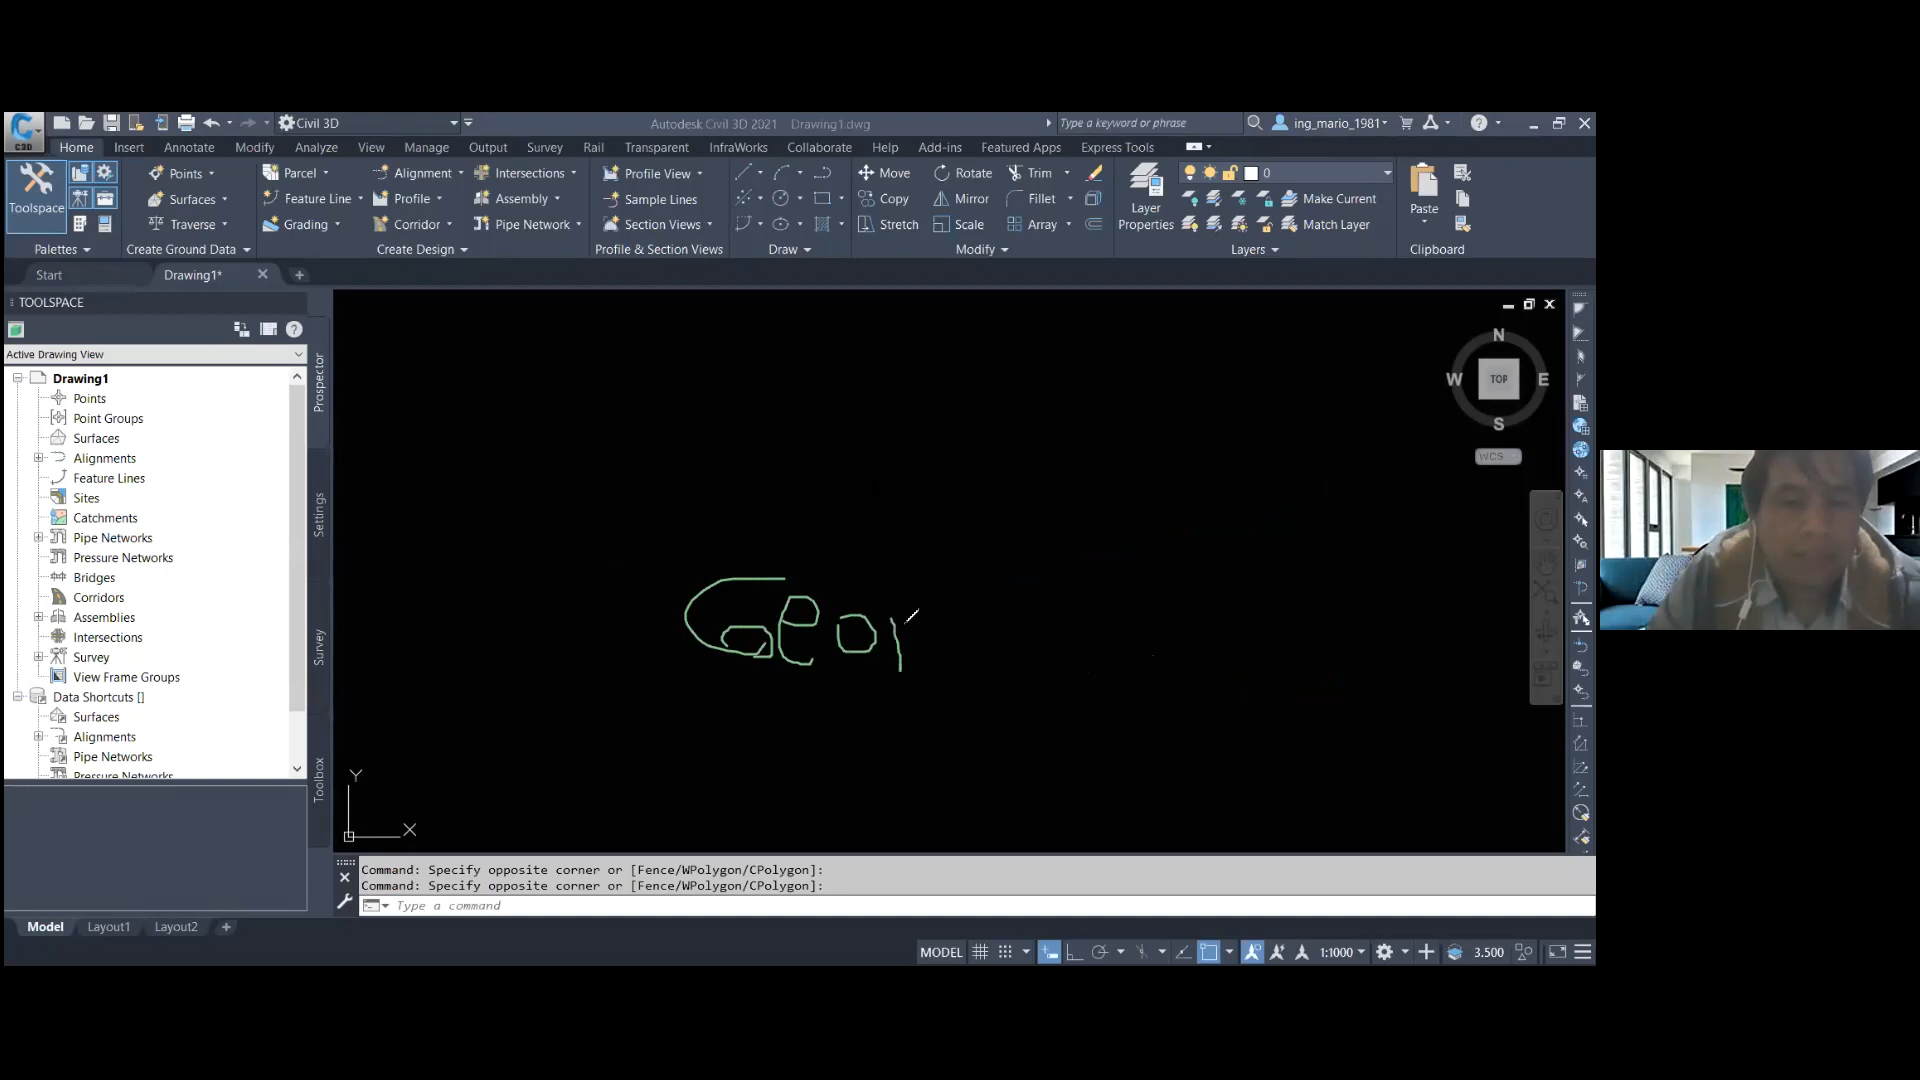 Civil 3D Autodesk Civil 3D 2021 Drawing1.dwg Type a keyword or phrase ing_mario_1981
C3D Home Insert Annotate Modify Analyze View Manage Output Survey Rail Transparent InfraWorks Collaborate Help Add-ins Featured Apps Express Tools
Points Parcel Alignment Intersections Profile View Move Rotate Trim 0
Toolspace Surfaces Feature Line Profile Assembly Sample Lines Copy Mirror Fillet Layer Properties Make Current Paste
Traverse Grading Corridor Pipe Network Section Views Stretch Scale Array Match Layer
Palettes Create Ground Data Create Design Profile & Section Views Draw Modify Layers Clipboard
Start Drawing1*
TOOLSPACE
Active Drawing View
Drawing1
Points
Point Groups
Surfaces
Alignments
Feature Lines
Sites
Catchments
Pipe Networks
Pressure Networks
Bridges
Corridors
Assemblies
Intersections
Survey
View Frame Groups
Data Shortcuts []
Surfaces
Alignments
Pipe Networks
Pressure Networks
Prospector
Settings
Survey
Toolbox
N
W TOP E
S
WCS
Geor
Y
X
Command: Specify opposite corner or [Fence/WPolygon/CPolygon]:
Command: Specify opposite corner or [Fence/WPolygon/CPolygon]:
Type a command
Model Layout1 Layout2
MODEL 1:1000 3.500